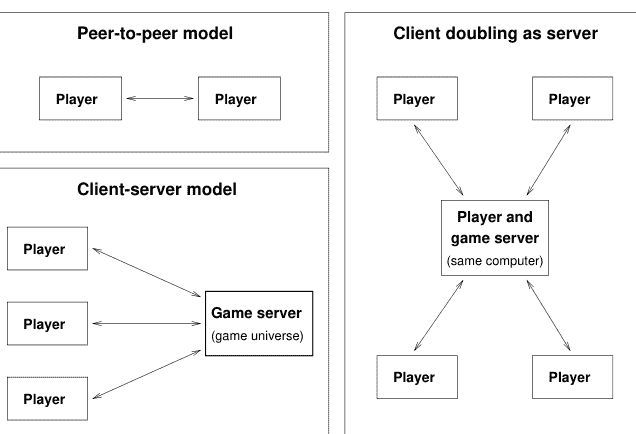 Peer-to-peer model
Player
Player
Client-server model
Player
Player
Player
Game server
(game universe)
Client doubling as server
Player
Player
Player and
game server
(same computer)
Player
Player